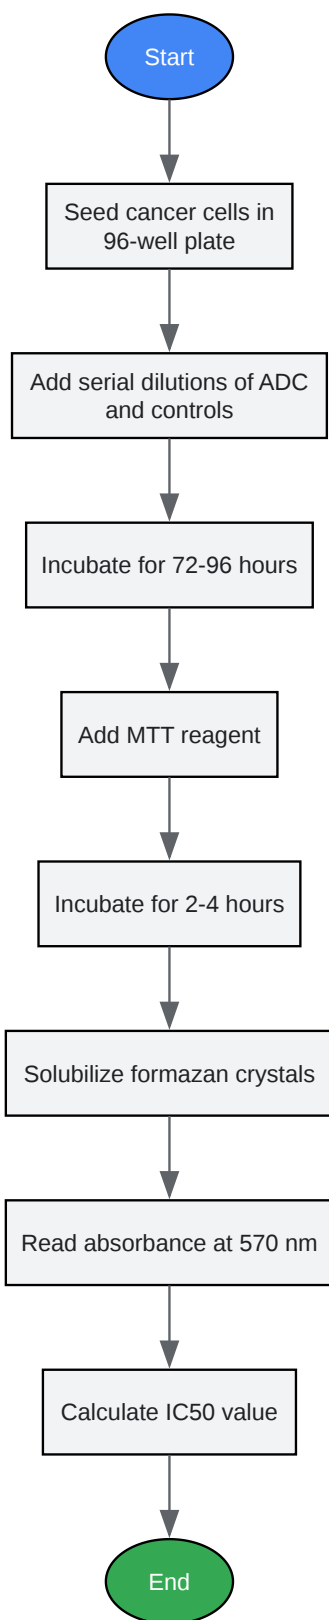 Start
Seed cancer cells in
96-well plate
Add serial dilutions of ADC
and controls
Incubate for 72-96 hours
Add MTT reagent
Incubate for 2-4 hours
Solubilize formazan crystals
Read absorbance at 570 nm
Calculate IC50 value
End